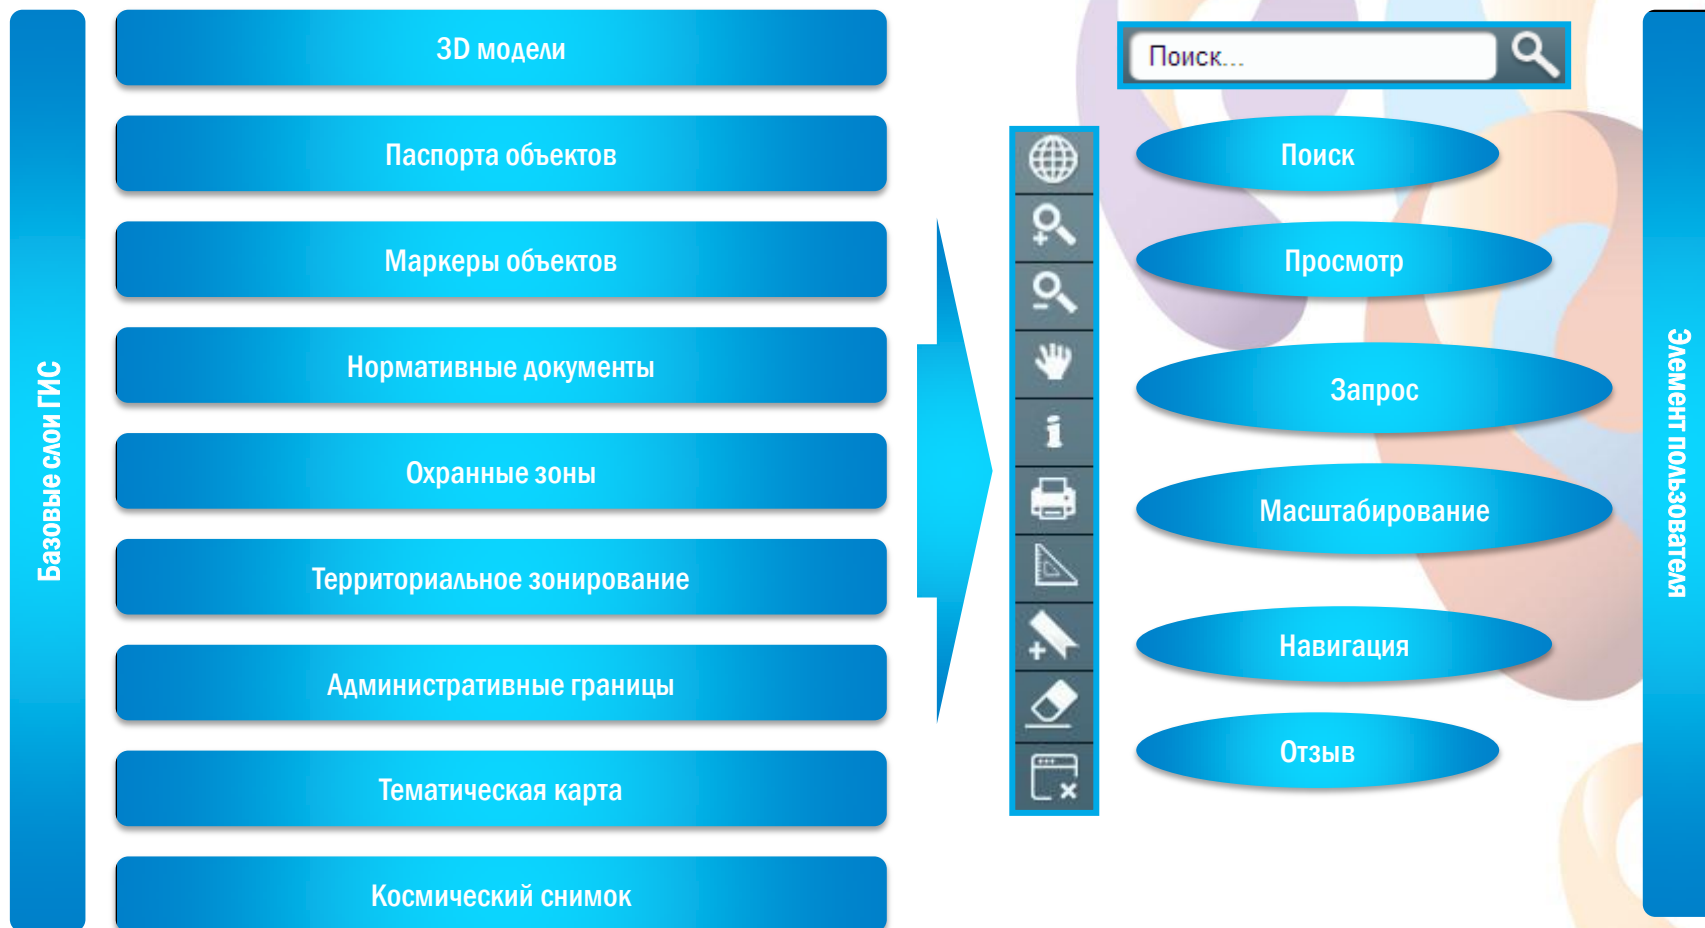 Базовые слои ГИС
3D модели
Паспорта объектов
Маркеры объектов
Нормативные документы
Охранные зоны
Территориальное зонирование
Административные границы
Тематическая карта
Космический снимок
Поиск...
Поиск
Просмотр
Запрос
Масштабирование
Навигация
Отзыв
Элемент пользователя